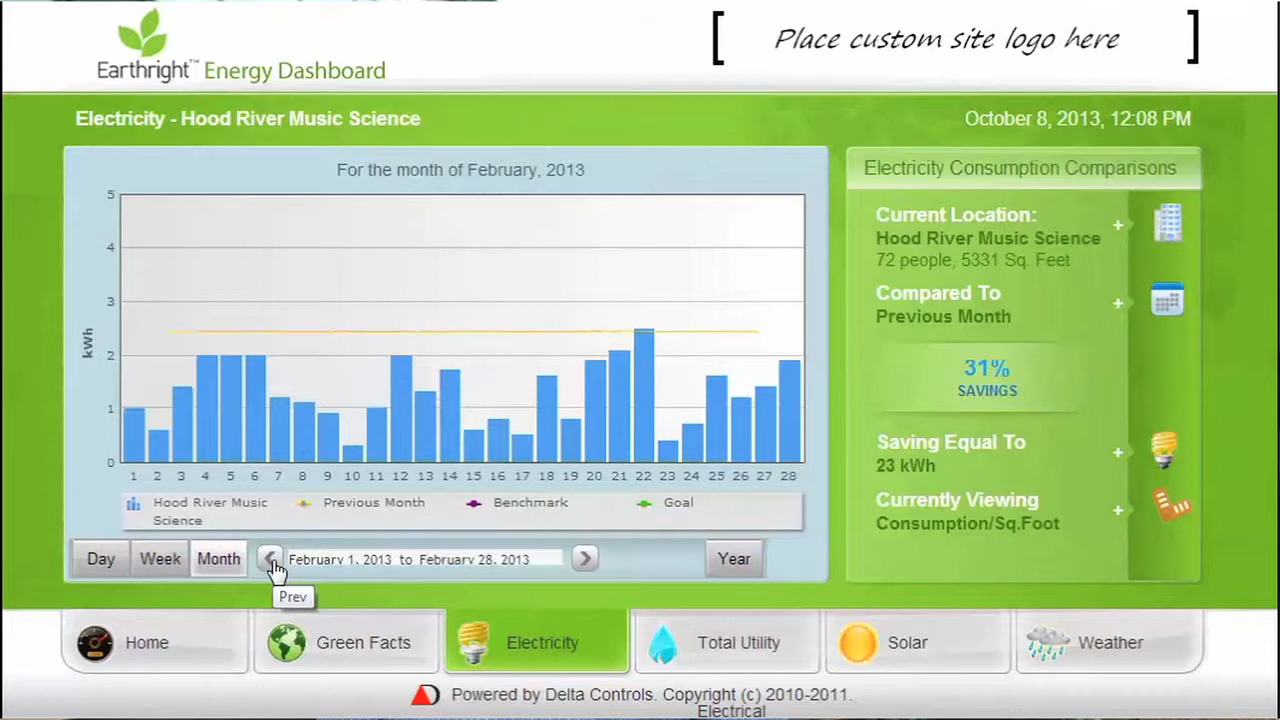 Place custom site logo here
Earthright™ Energy Dashboard
Electricity - Hood River Music Science
October 8, 2013, 12:08 PM
For the month of February, 2013
5
4
3
2
1
0
kWh
1 2 3 4 5 6 7 8 9 10 11 12 13 14 15 16 17 18 19 20 21 22 23 24 25 26 27 28
Hood River Music
Science
Previous Month
Benchmark
Goal
Day
Week
Month
February 1, 2013 to February 28, 2013
Year
Prev
Electricity Consumption Comparisons
Current Location:
Hood River Music Science
72 people, 5331 Sq. Feet
Compared To
Previous Month
31%
SAVINGS
Saving Equal To
23 kWh
Currently Viewing
Consumption/Sq.Foot
Home
Green Facts
Electricity
Total Utility
Solar
Weather
Powered by Delta Controls. Copyright (c) 2010-2011.
Electrical